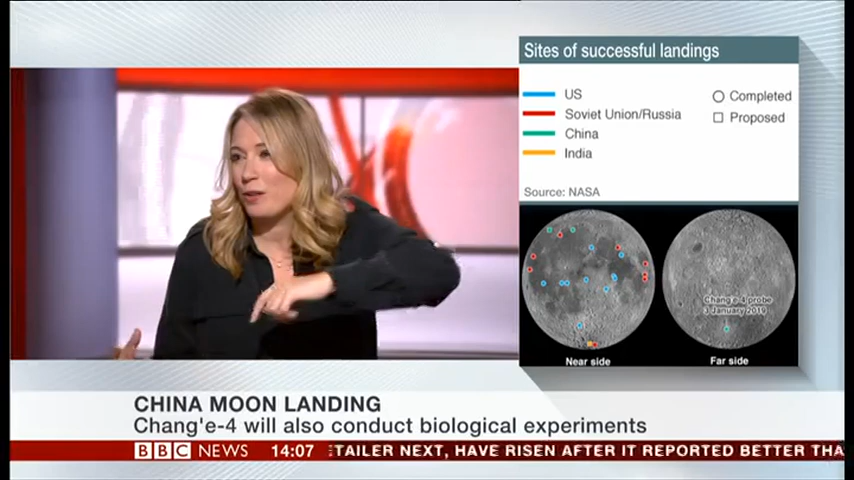 Sites of successful landings
US
Soviet Union/Russia
China
India
Completed
Proposed
Source: NASA
Chang'e-4 probe
3 January 2019
Near side
Far side
CHINA MOON LANDING
Chang'e-4 will also conduct biological experiments
BBC NEWS 14:07 TAILER NEXT, HAVE RISEN AFTER IT REPORTED BETTER THA